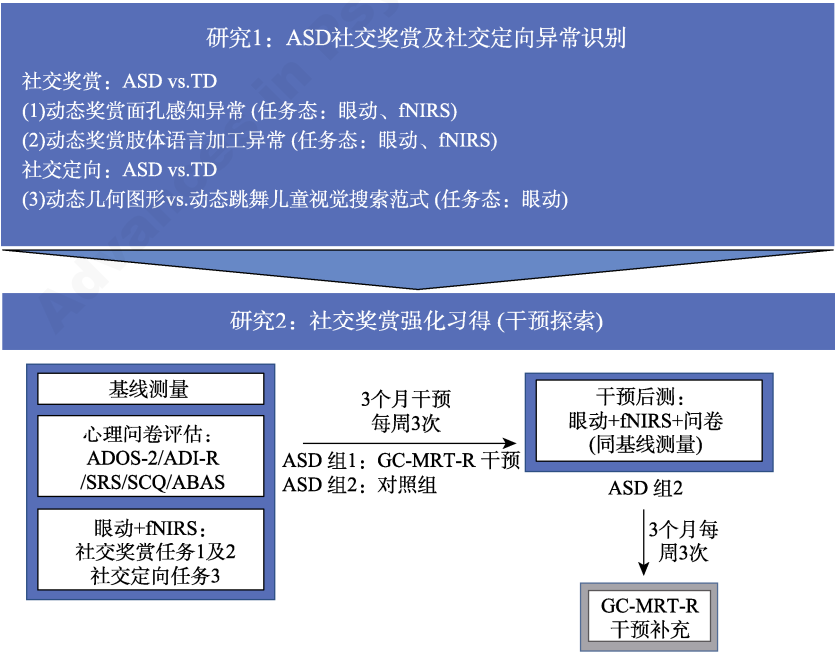 研究1：ASD社交奖赏及社交定向异常识别
社交奖赏：ASD vs.TD
(1)动态奖赏面孔感知异常 (任务态：眼动、fNIRS)
(2)动态奖赏肢体语言加工异常 (任务态：眼动、fNIRS)
社交定向：ASD vs.TD
(3)动态几何图形vs.动态跳舞儿童视觉搜索范式 (任务态：眼动)
研究2：社交奖赏强化习得 (干预探索)
基线测量
心理问卷评估：
ADOS-2/ADI-R
/SRS/SCQ/ABAS
眼动+fNIRS：
社交奖赏任务1及2
社交定向任务3
3个月干预
每周3次
ASD 组1：GC-MRT-R 干预
ASD 组2：对照组
干预后测：
眼动+fNIRS+问卷
(同基线测量)
ASD 组2
3个月每
周3次
GC-MRT-R
干预补充